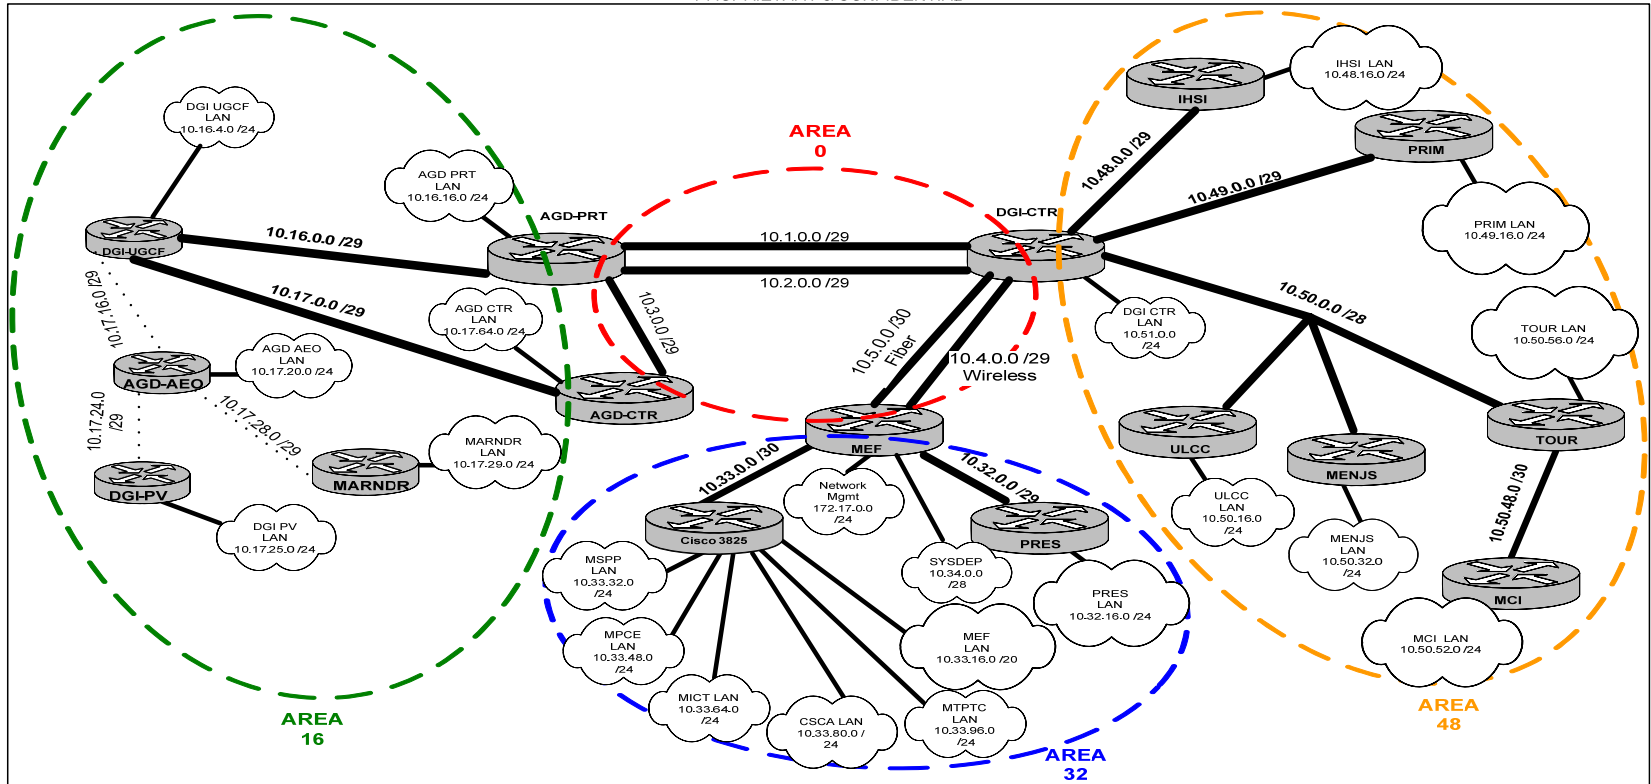 AREA
0
AREA
16
AREA
32
AREA
48
DGI UGCF
LAN
10.16.4.0 /24
AGD PRT
LAN
10.16.16.0 /24
AGD-PRT
DGI-CTR
DGI-UGCF
10.16.0.0 /29
10.17.0.0 /29
10.17.16.0 /29
AGD CTR
LAN
10.17.64.0 /24
AGD-CTR
10.3.0.0 /29
AGD AEO
LAN
10.17.20.0 /24
AGD-AEO
10.17.24.0
/29
10.17.28.0 /29
MARNDR
LAN
10.17.29.0 /24
MARNDR
DGI-PV
DGI PV
LAN
10.17.25.0 /24
10.1.0.0 /29
10.2.0.0 /29
10.5.0.0 /30
Fiber
10.4.0.0 /29
Wireless
MEF
10.33.0.0 /30
10.32.0.0 /29
Network
Mgmt
172.17.0.0
/24
Cisco 3825
PRES
SYSDEP
10.34.0.0
/28
PRES
LAN
10.32.16.0 /24
MSPP
LAN
10.33.32.0
/24
MPCE
LAN
10.33.48.0
/24
MICT LAN
10.33.64.0
/24
CSCA LAN
10.33.80.0 /
24
MTPTC
LAN
10.33.96.0
/24
MEF
LAN
10.33.16.0 /20
IHSI
IHSI LAN
10.48.16.0 /24
10.48.0.0 /29
PRIM
10.49.0.0 /29
PRIM LAN
10.49.16.0 /24
DGI CTR
LAN
10.51.0.0
/24
10.50.0.0 /28
TOUR LAN
10.50.56.0 /24
TOUR
ULCC
ULCC
LAN
10.50.16.0
/24
MENJS
MENJS
LAN
10.50.32.0
/24
10.50.48.0 /30
MCI
MCI LAN
10.50.52.0 /24